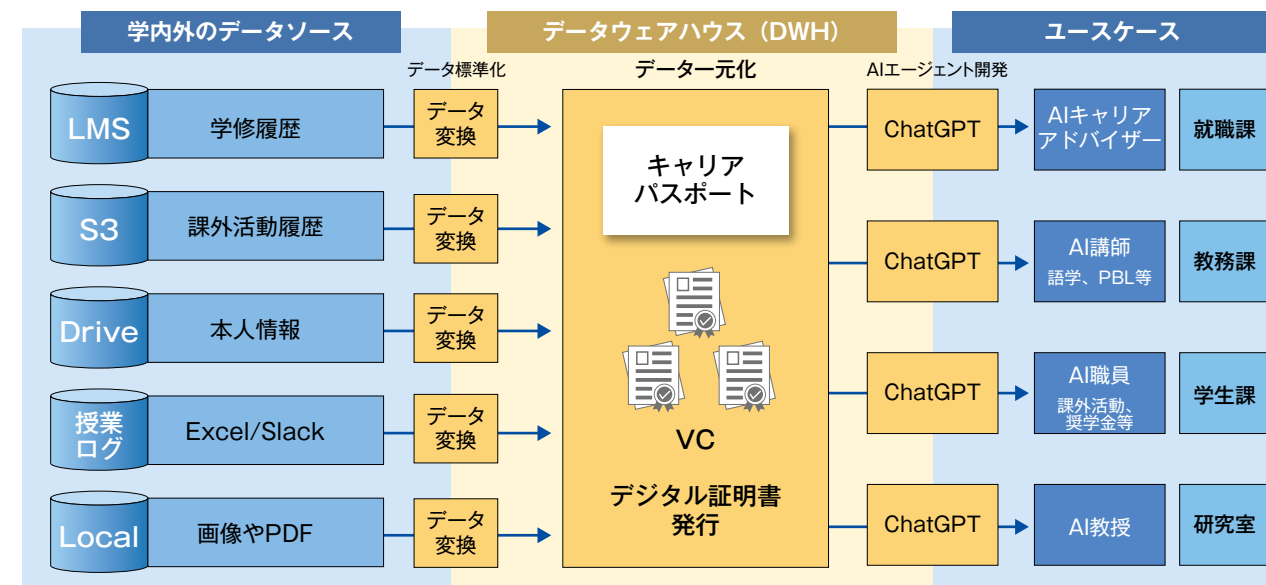 学内外のデータソース
データウェアハウス（DWH）
ユースケース
データ標準化
データ一元化
AIエージェント開発
LMS
学修履歴
データ
変換
S3
課外活動履歴
データ
変換
Drive
本人情報
データ
変換
授業
ログ
Excel/Slack
データ
変換
Local
画像やPDF
データ
変換
キャリア
パスポート
VC
デジタル証明書
発行
ChatGPT
AIキャリア
アドバイザー
就職課
ChatGPT
AI講師
語学、PBL等
教務課
ChatGPT
AI職員
課外活動、
奨学金等
学生課
ChatGPT
AI教授
研究室